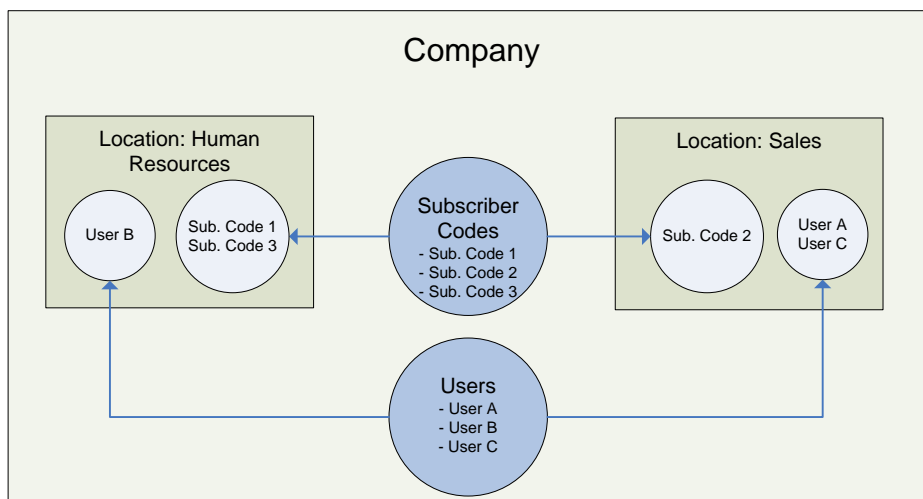 Company
Location: Human
Resources
User B
Sub. Code 1
Sub. Code 3
Subscriber
Codes
- Sub. Code 1
- Sub. Code 2
- Sub. Code 3
Location: Sales
Sub. Code 2
User A
User C
Users
- User A
- User B
- User C